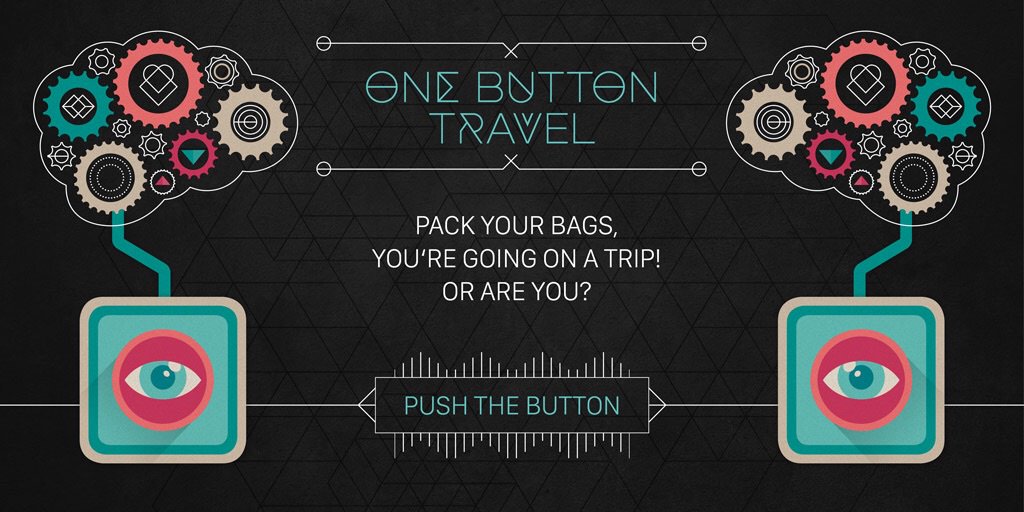 ONE BUTTON
TRAVEL
PACK YOUR BAGS,
YOU'RE GOING ON A TRIP!
OR ARE YOU?
PUSH THE BUTTON